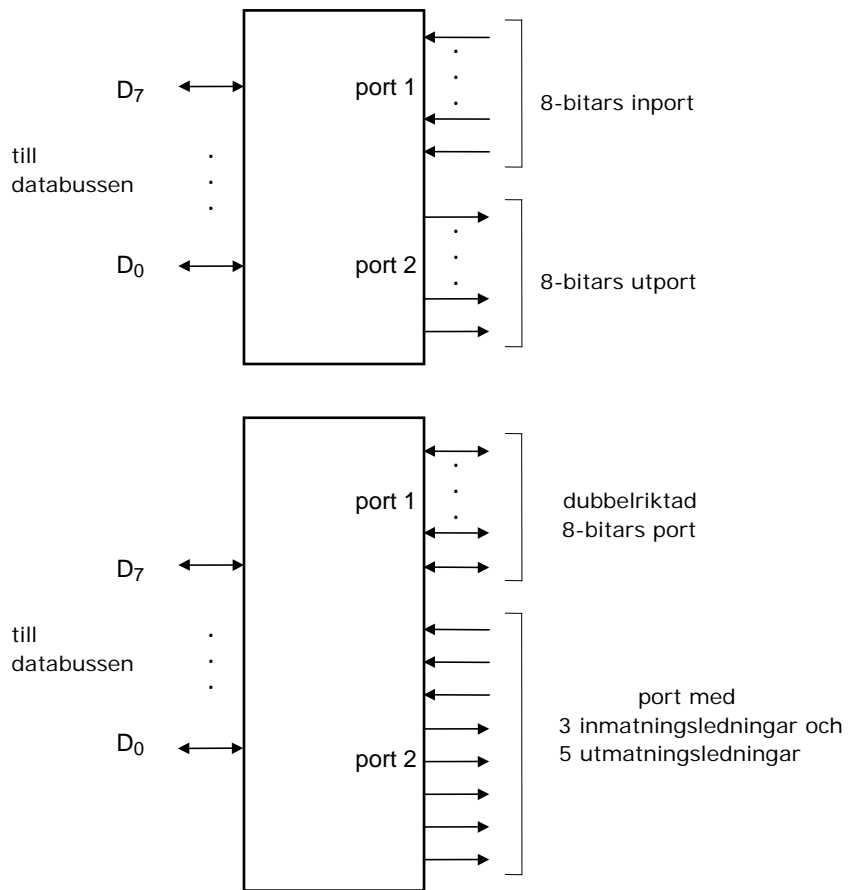 port 1
D7
8-bitars inport
till
databussen
D0
port 2
8-bitars utport
port 1
dubbelriktad
8-bitars port
D7
till
databussen
port med
3 inmatningsledningar och
5 utmatningsledningar
D0
port 2